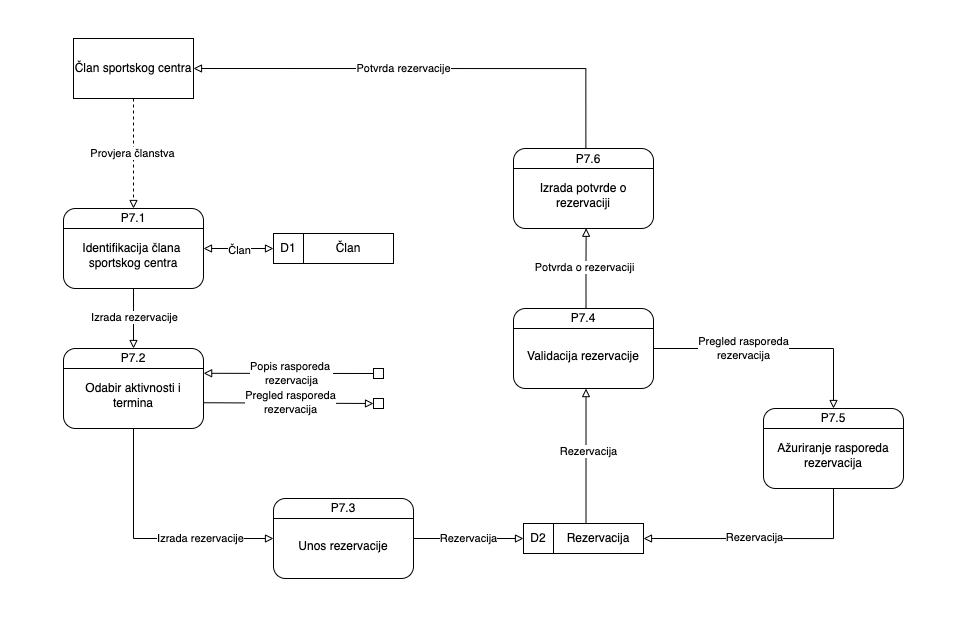 Član sportskog centra
Potvrda rezervacije
Provjera članstva
P7.6
Izrada potvrde o
rezervaciji
P7.1
Identifikacija člana
sportskog centra
Član
D1
Član
Potvrda o rezervaciji
Izrada rezervacije
P7.4
Validacija rezervacije
Pregled rasporeda
rezervacija
P7.2
Odabir aktivnosti i
termina
Popis rasporeda
rezervacija
Pregled rasporeda
rezervacija
P7.5
Ažuriranje rasporeda
rezervacija
Rezervacija
P7.3
Unos rezervacije
Izrada rezervacije
Rezervacija
D2
Rezervacija
Rezervacija